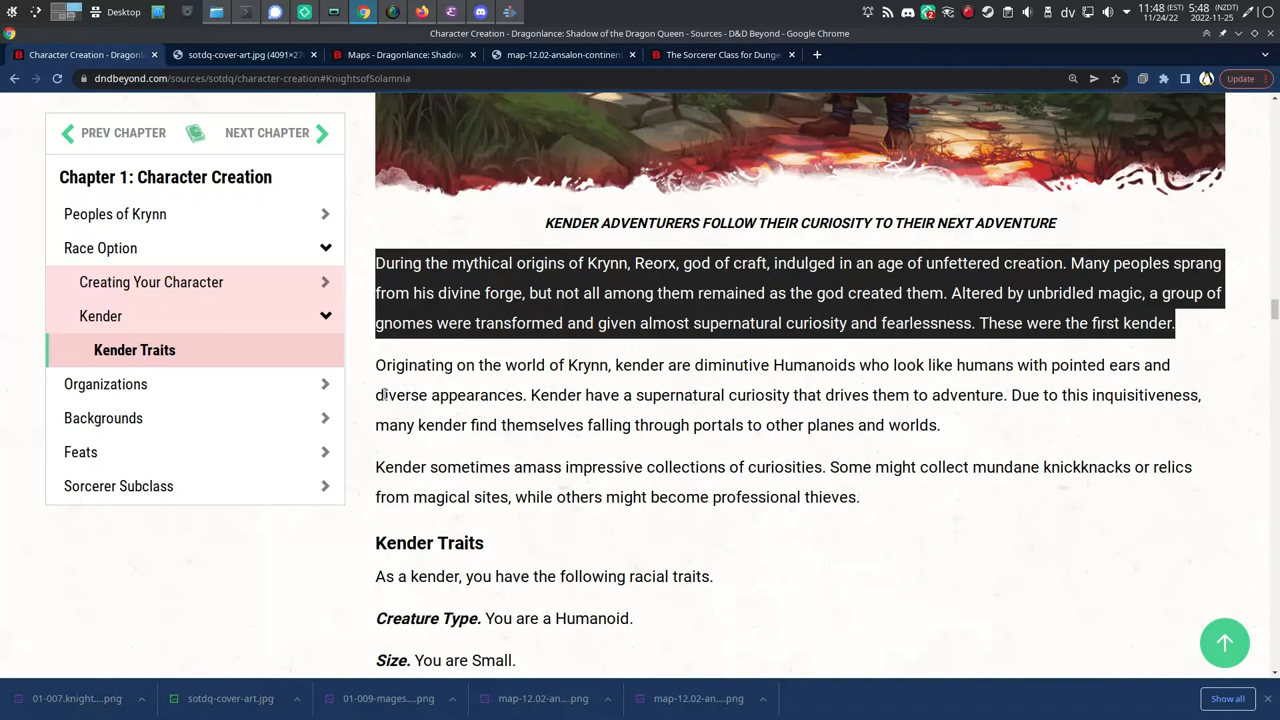 Desktop
dv
11:48 (EST)
11/24/22
5:48 (NZDT)
2022-11-25
Character Creation - Dragonlance: Shadow of the Dragon Queen - Sources - D&D Beyond - Google Chrome
Character Creation - Dragonl
sotdq-cover-art.jpg (4091×27
Maps - Dragonlance: Shadow
map-12.02-ansalon-continen
The Sorcerer Class for Dunge
dndbeyond.com/sources/sotdq/character-creation#KnightsofSolamnia
Update
PREV CHAPTER
NEXT CHAPTER
Chapter 1: Character Creation
Peoples of Krynn
Race Option
Creating Your Character
Kender
Kender Traits
Organizations
Backgrounds
Feats
Sorcerer Subclass
KENDER ADVENTURERS FOLLOW THEIR CURIOSITY TO THEIR NEXT ADVENTURE
During the mythical origins of Krynn, Reorx, god of craft, indulged in an age of unfettered creation. Many peoples sprang
from his divine forge, but not all among them remained as the god created them. Altered by unbridled magic, a group of
gnomes were transformed and given almost supernatural curiosity and fearlessness. These were the first kender.
Originating on the world of Krynn, kender are diminutive Humanoids who look like humans with pointed ears and
diverse appearances. Kender have a supernatural curiosity that drives them to adventure. Due to this inquisitiveness,
many kender find themselves falling through portals to other planes and worlds.
Kender sometimes amass impressive collections of curiosities. Some might collect mundane knickknacks or relics
from magical sites, while others might become professional thieves.
Kender Traits
As a kender, you have the following racial traits.
Creature Type. You are a Humanoid.
Size. You are Small.
01-007.knight....png
sotdq-cover-art.jpg
01-009-mages....png
map-12.02-an....png
map-12.02-an....png
Show all